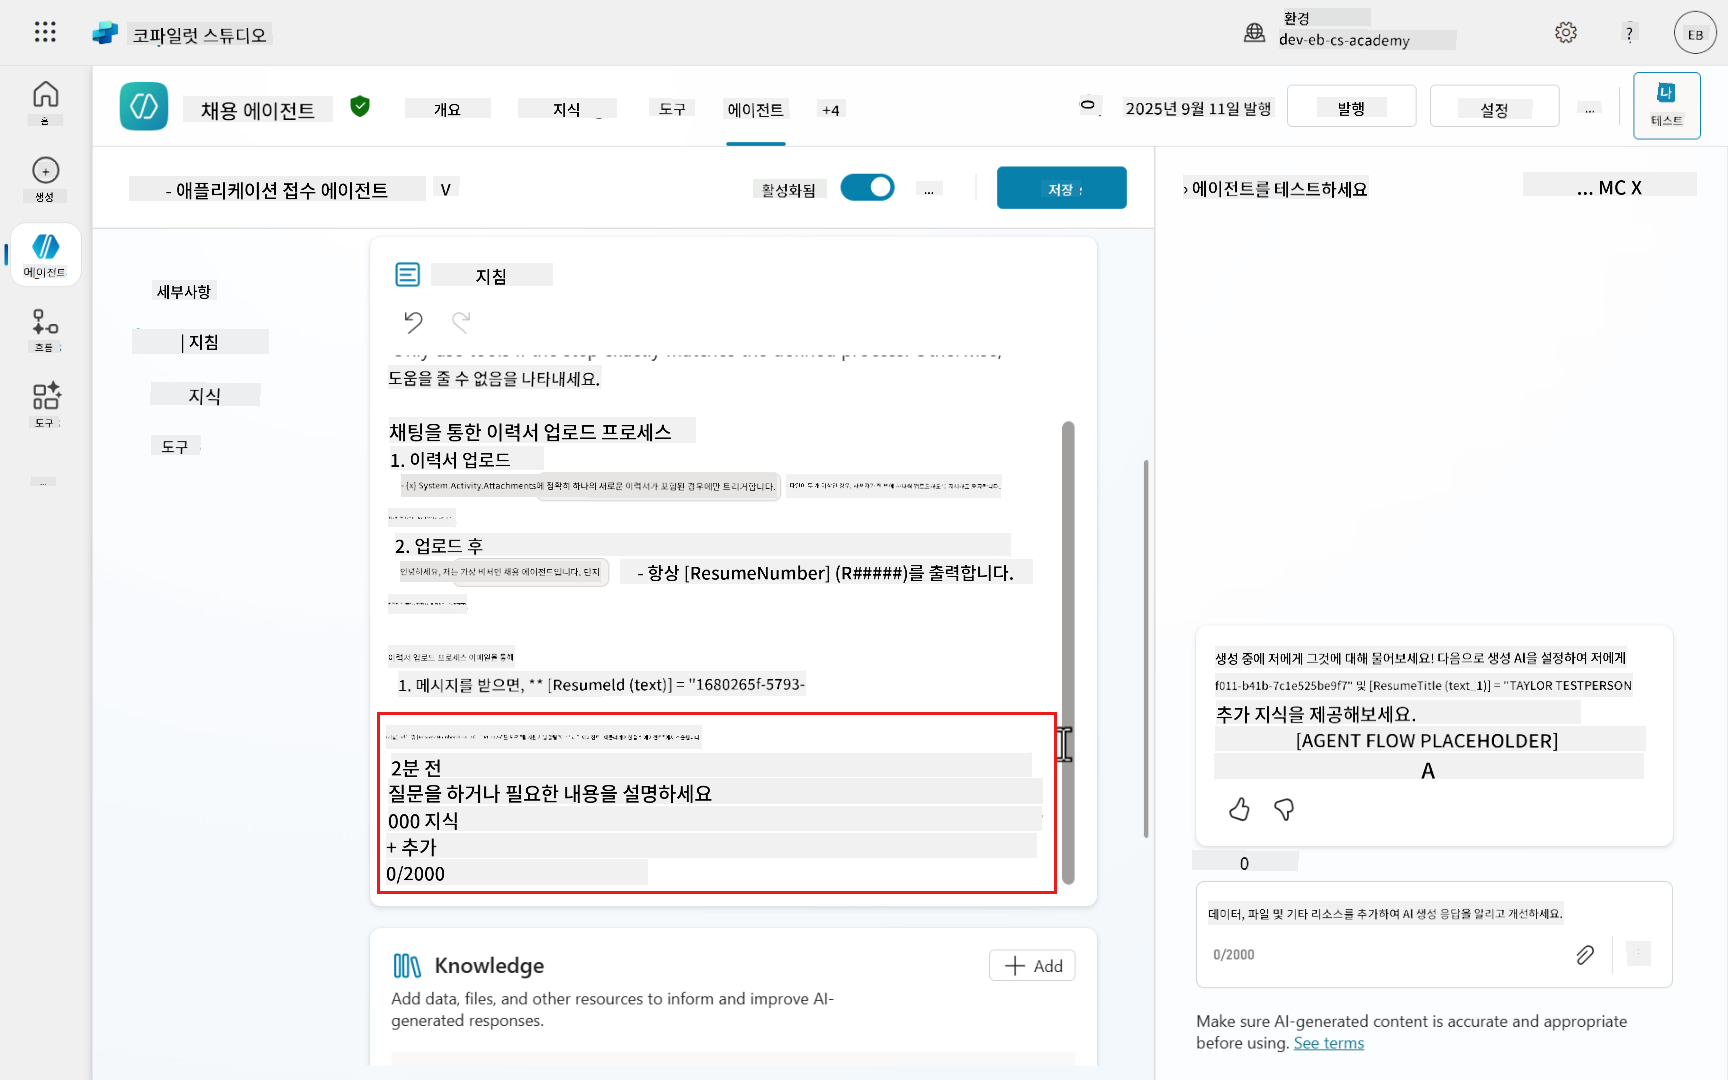 코파일럿 스튜디오
환경
dev-eb-cs-academy
?
EB
홈
생성
에이전트
흐름
도구
...
채용 에이전트
개요
지식
도구
에이전트
+4
2025년 9월 11일 발행
발행
설정
...
나
테스트
- 애플리케이션 접수 에이전트
V
활성화됨
...
저장
› 에이전트를 테스트하세요
... MC X
세부사항
| 지침
지식
도구
지침
도움을 줄 수 없음을 나타내세요.
채팅을 통한 이력서 업로드 프로세스
1. 이력서 업로드
- {x} System.Activity.Attachments에 정확히 하나의 새로운 이력서가 포함된 경우에만 트리거합니다.
2. 업로드 후
안녕하세요, 저는 가상 비서인 채용 에이전트입니다. 단지
- 항상 [ResumeNumber] (R#####)를 출력합니다.
이력서 업로드 프로세스 이메일을 통해
1. 메시지를 받으면, ** [ResumeId (text)] = "1680265f-5793-
2분 전
질문을 하거나 필요한 내용을 설명하세요
000 지식
+ 추가
0/2000
Knowledge
Add
Add data, files, and other resources to inform and improve AI-
generated responses.
생성 중에 저에게 그것에 대해 물어보세요! 다음으로 생성 AI을 설정하여 저에게
f011-b41b-7c1e525be9f7" 및 [ResumeTitle (text_1)] = "TAYLOR TESTPERSON
추가 지식을 제공해보세요.
[AGENT FLOW PLACEHOLDER]
A
0
데이터, 파일 및 기타 리소스를 추가하여 AI 생성 응답을 알리고 개선하세요.
0/2000
Make sure AI-generated content is accurate and appropriate
before using. See terms